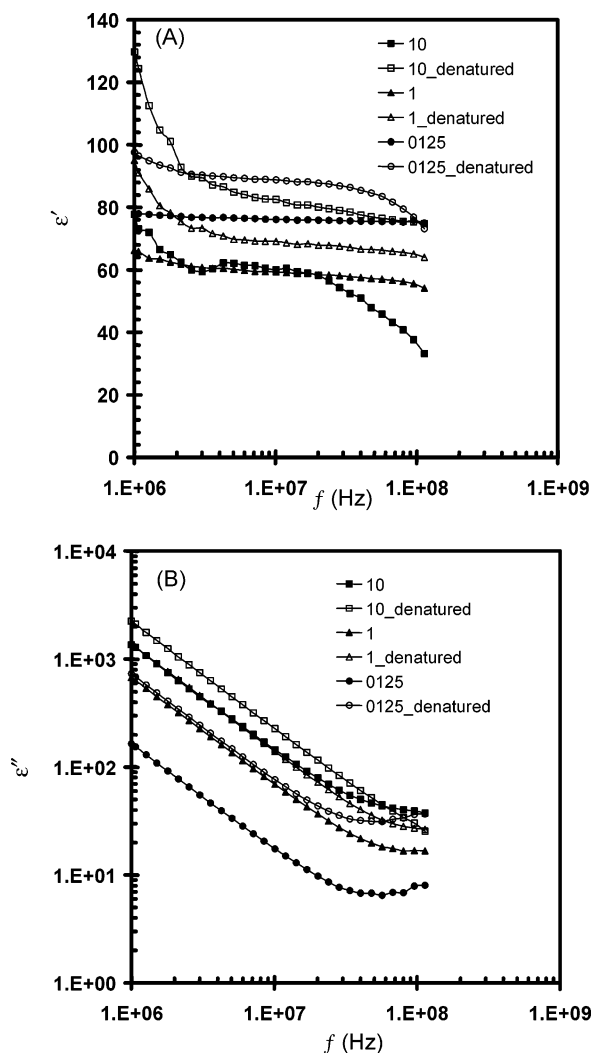 (A)
140
120
100
80
60
40
20
0
ε′
10
10_denatured
1
1_denatured
0125
0125_denatured
1.E+06 1.E+07 1.E+08 1.E+09
f (Hz)
(B)
1.E+04
1.E+03
1.E+02
1.E+01
1.E+00
ε″
10
10_denatured
1
1_denatured
0125
0125_denatured
1.E+06 1.E+07 1.E+08 1.E+09
f (Hz)